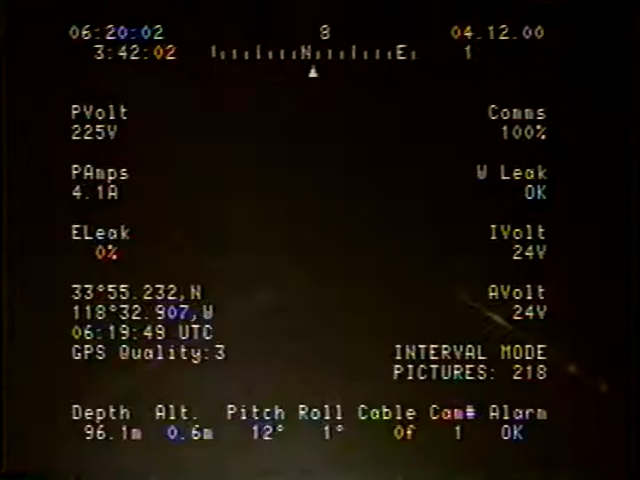 06:20:02 8 04.12.00
3:42:02 N E 1
PVolt Comms
225V 100%
PAmps W Leak
4.1A OK
ELeak IVolt
0% 24V
33°55.232,N AVolt
118°32.907,W 24V
06:19:49 UTC
GPS Quality:3 INTERVAL MODE
PICTURES: 218
Depth Alt. Pitch Roll Cable Cam# Alarm
96.1m 0.6m 12° 1° 0f 1 OK